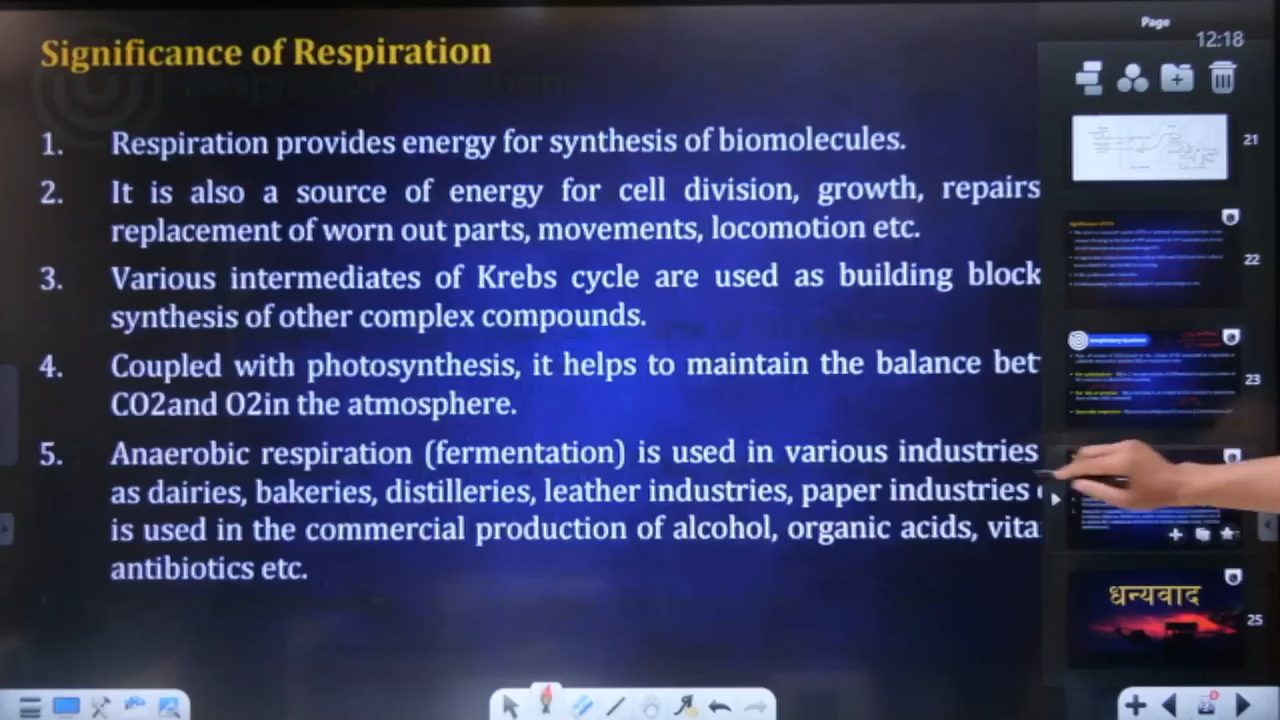 Page
12:18
Significance of Respiration
1. Respiration provides energy for synthesis of biomolecules.
2. It is also a source of energy for cell division, growth, repairs
replacement of worn out parts, movements, locomotion etc.
3. Various intermediates of Krebs cycle are used as building block
synthesis of other complex compounds.
4. Coupled with photosynthesis, it helps to maintain the balance bet
CO2and O2in the atmosphere.
5. Anaerobic respiration (fermentation) is used in various industries
as dairies, bakeries, distilleries, leather industries, paper industries
is used in the commercial production of alcohol, organic acids, vita
antibiotics etc.
21
22
23
धन्यवाद
25